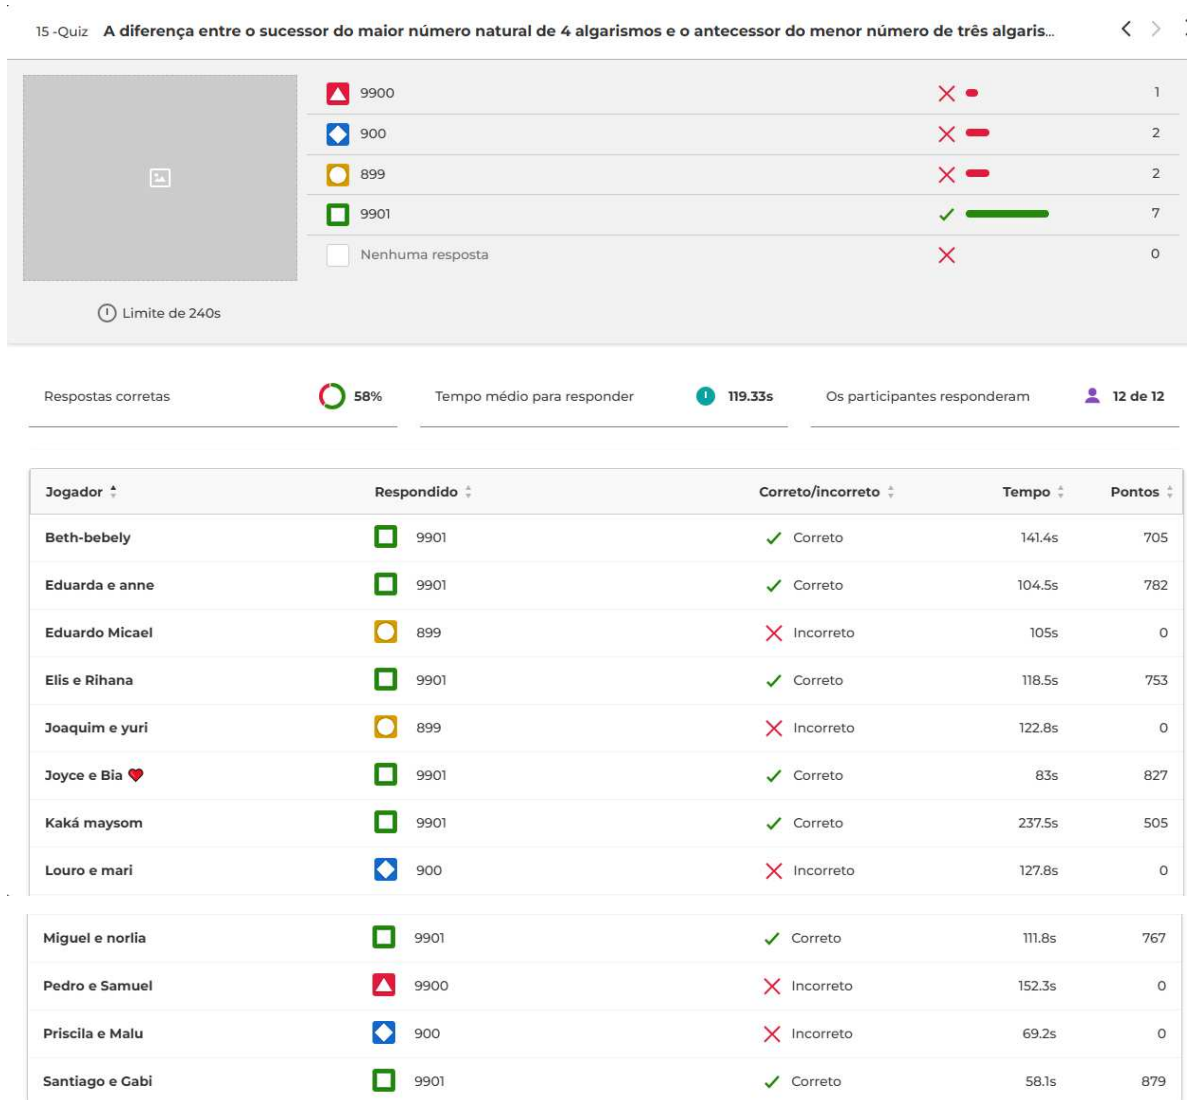 15 -Quiz A diferença entre o sucessor do maior número natural de 4 algarismos e o antecessor do menor número de três algaris...
9900 1
900 2
899 2
9901 7
Nenhuma resposta 0
Limite de 240s
Respostas corretas 58% Tempo médio para responder 119.33s Os participantes responderam 12 de 12
Jogador Respondido Correto/incorreto Tempo Pontos
Beth-bebely 9901 Correto 141.4s 705
Eduarda e anne 9901 Correto 104.5s 782
Eduardo Micael 899 Incorreto 105s 0
Elis e Rihana 9901 Correto 118.5s 753
Joaquim e yuri 899 Incorreto 122.8s 0
Joyce e Bia ❤️ 9901 Correto 83s 827
Kaká maysom 9901 Correto 237.5s 505
Louro e mari 900 Incorreto 127.8s 0
Miguel e norlia 9901 Correto 111.8s 767
Pedro e Samuel 9900 Incorreto 152.3s 0
Priscila e Malu 900 Incorreto 69.2s 0
Santiago e Gabi 9901 Correto 58.1s 879